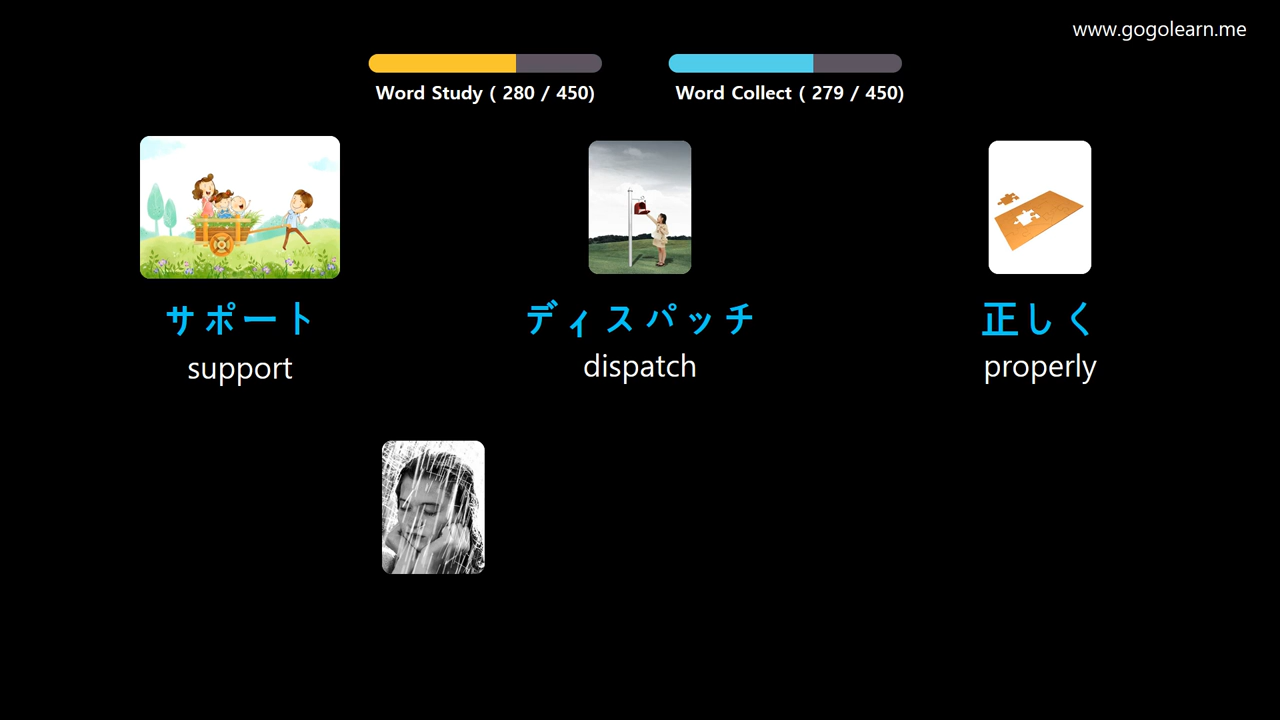 www.gogolearn.me
Word Study ( 280 / 450)
Word Collect ( 279 / 450)
サポート
support
ディスパッチ
dispatch
正しく
properly